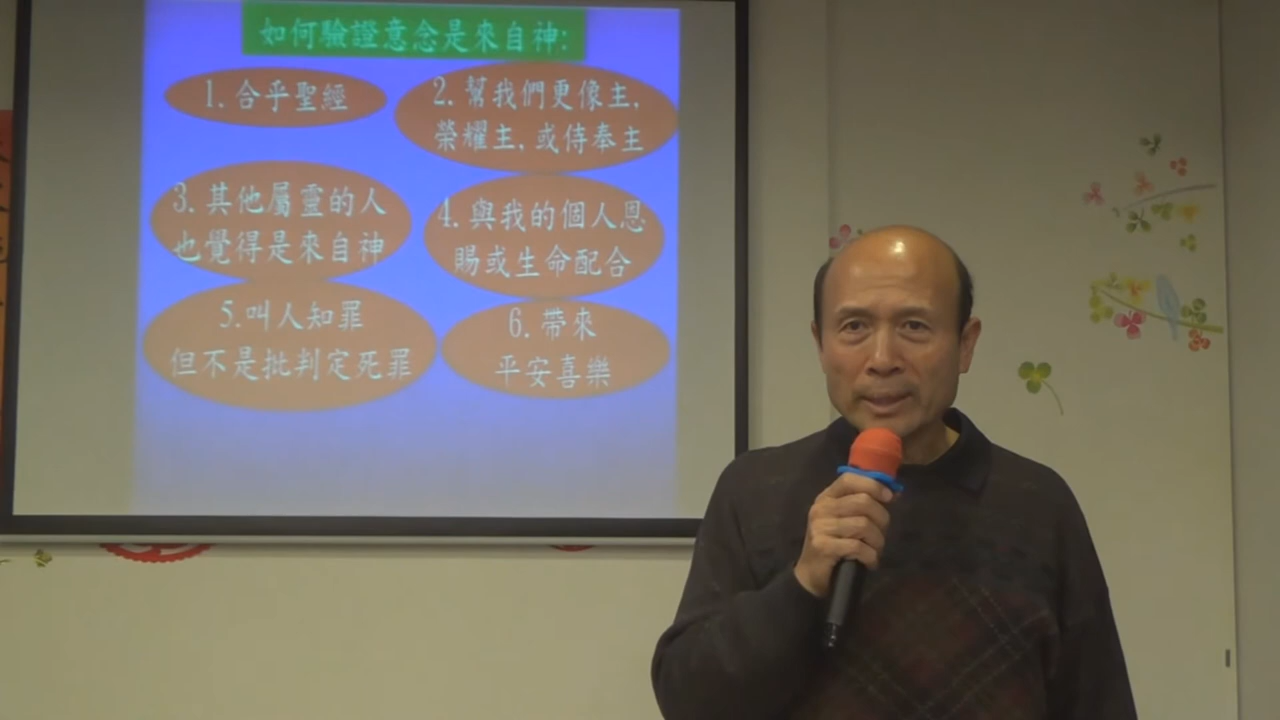 如何驗證意念是來自神:
1. 合乎聖經
2. 幫我們更像主,
榮耀主, 或侍奉主
3. 其他屬靈的人
也覺得是來自神
4. 與我的個人恩
賜或生命配合
5.叫人知罪
但不是批判定死罪
6. 帶來
平安喜樂